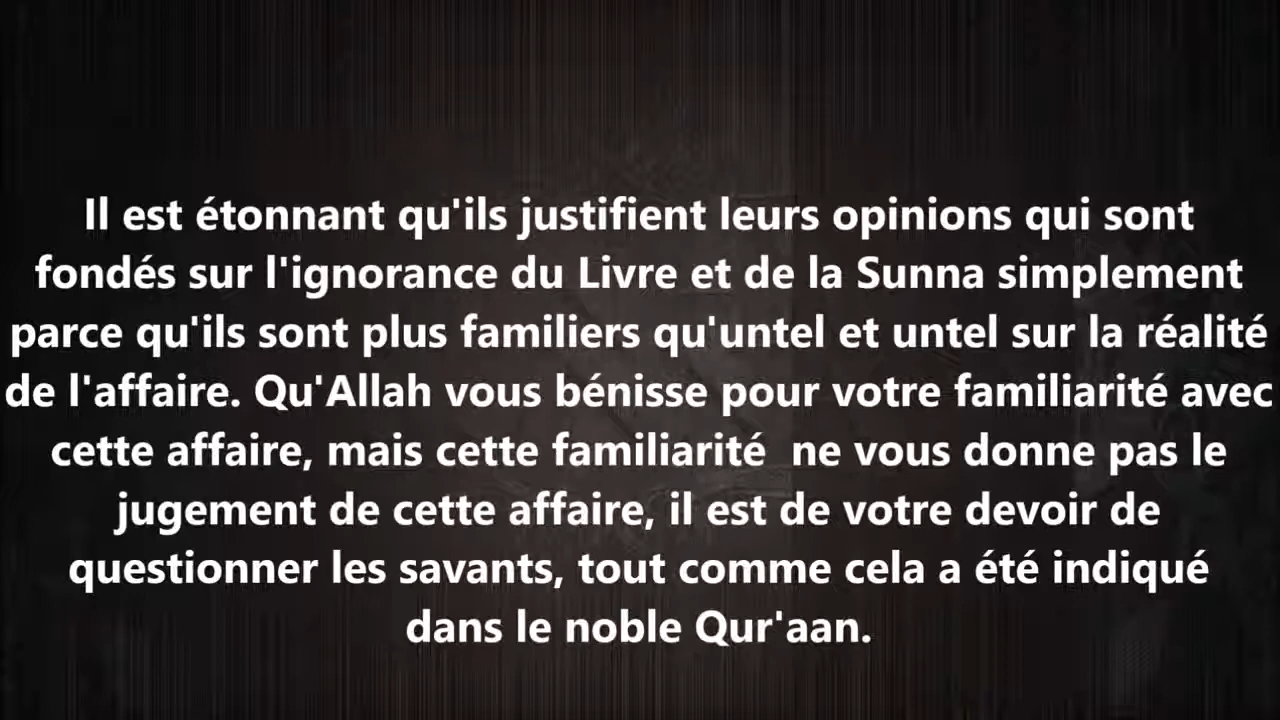 Il est étonnant qu'ils justifient leurs opinions qui sont
fondés sur l'ignorance du Livre et de la Sunna simplement
parce qu'ils sont plus familiers qu'untel et untel sur la réalité
de l'affaire. Qu'Allah vous bénisse pour votre familiarité avec
cette affaire, mais cette familiarité  ne vous donne pas le
jugement de cette affaire, il est de votre devoir de
questionner les savants, tout comme cela a été indiqué
dans le noble Qur'aan.